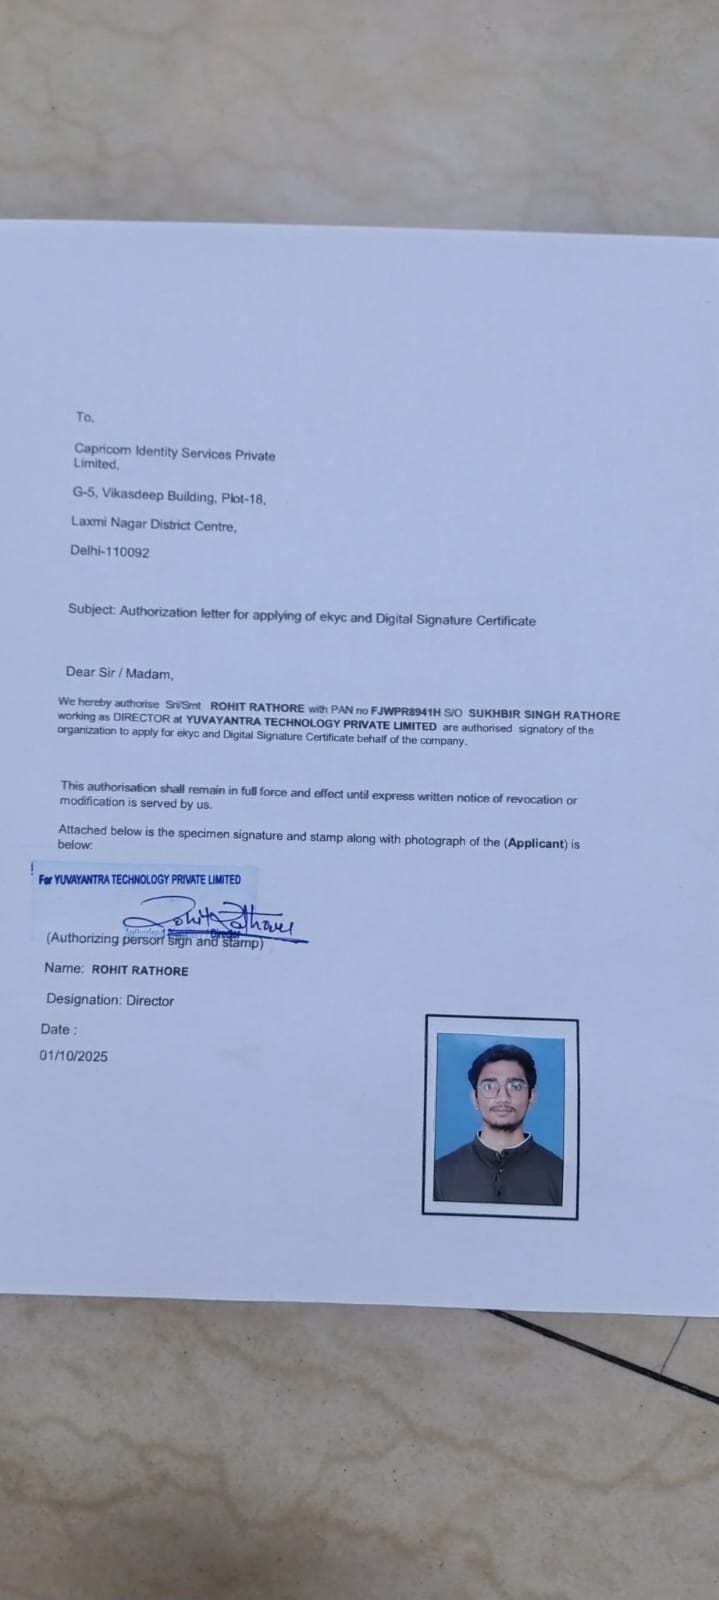 To,
Capricorn Identity Services Private
Limited,
G-5, Vikasdeep Building, Plot-18,
Laxmi Nagar District Centre,
Delhi-110092
Subject: Authorization letter for applying of ekyc and Digital Signature Certificate
Dear Sir / Madam,
We hereby authorise Sri/Smt ROHIT RATHORE with PAN no FJWPR8941H S/O SUKHBIR SINGH RATHORE
working as DIRECTOR at YUVAYANTRA TECHNOLOGY PRIVATE LIMITED are authorised signatory of the
organization to apply for ekyc and Digital Signature Certificate behalf of the company.
This authorisation shall remain in full force and effect until express written notice of revocation or
modification is served by us.
Attached below is the specimen signature and stamp along with photograph of the (Applicant) is
below:
For YUVAYANTRA TECHNOLOGY PRIVATE LIMITED
Rohit Rathore
Director
(Authorizing person sign and stamp)
Name: ROHIT RATHORE
Designation: Director
Date :
01/10/2025